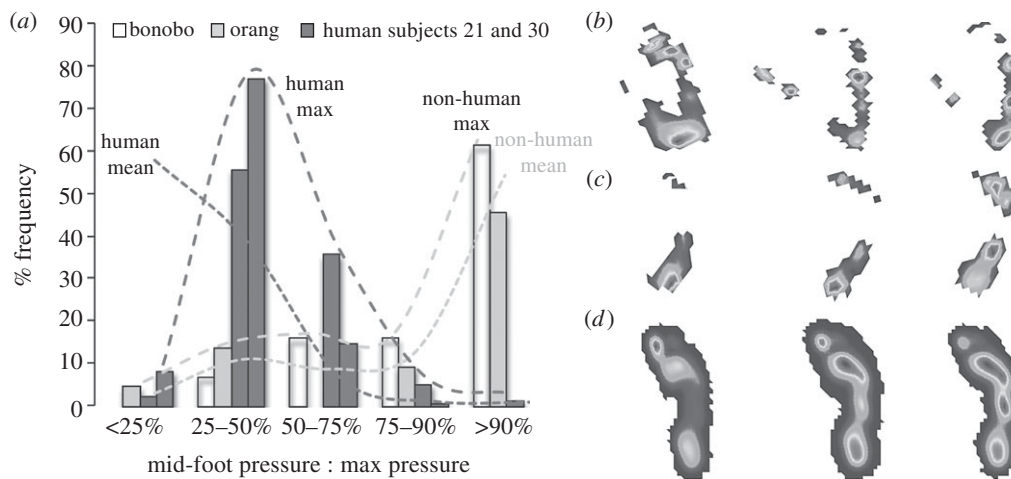 (a)
90
80
70
60
50
40
30
20
10
0
% frequency
bonobo orang human subjects 21 and 30
human
max
human
mean
non-human
max
non-human
mean
<25% 25–50% 50–75% 75–90% >90%
mid-foot pressure : max pressure
(b)
(c)
(d)